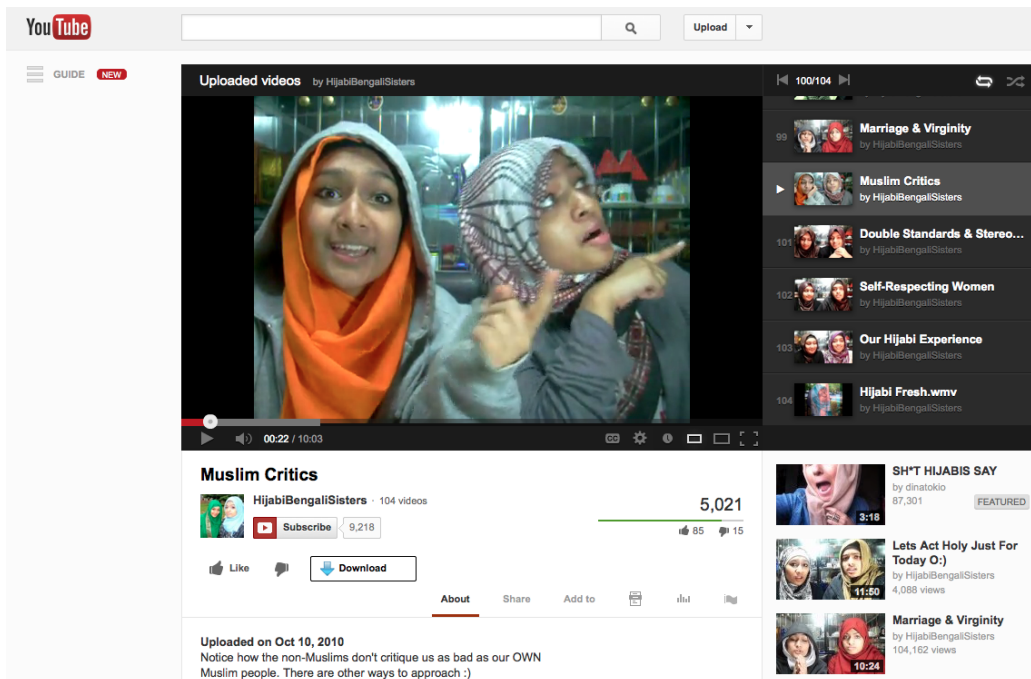 YouTube
Upload
GUIDE NEW
Uploaded videos by HijabiBengaliSisters
100/104
99 Marriage & Virginity
by HijabiBengaliSisters
Muslim Critics
by HijabiBengaliSisters
101 Double Standards & Stereo...
by HijabiBengaliSisters
102 Self-Respecting Women
by HijabiBengaliSisters
103 Our Hijabi Experience
by HijabiBengaliSisters
104 Hijabi Fresh.wmv
by HijabiBengaliSisters
00:22 / 10:03
CC
Muslim Critics
HijabiBengaliSisters · 104 videos
Subscribe 9,218
5,021
85 15
Like
Download
About Share Add to
Uploaded on Oct 10, 2010
Notice how the non-Muslims don't critique us as bad as our OWN
Muslim people. There are other ways to approach :)
SH*T HIJABIS SAY
by dinatokio
87,301 FEATURED
3:18
Lets Act Holy Just For
Today O:)
by HijabiBengaliSisters
4,088 views
11:50
Marriage & Virginity
by HijabiBengaliSisters
104,162 views
10:24